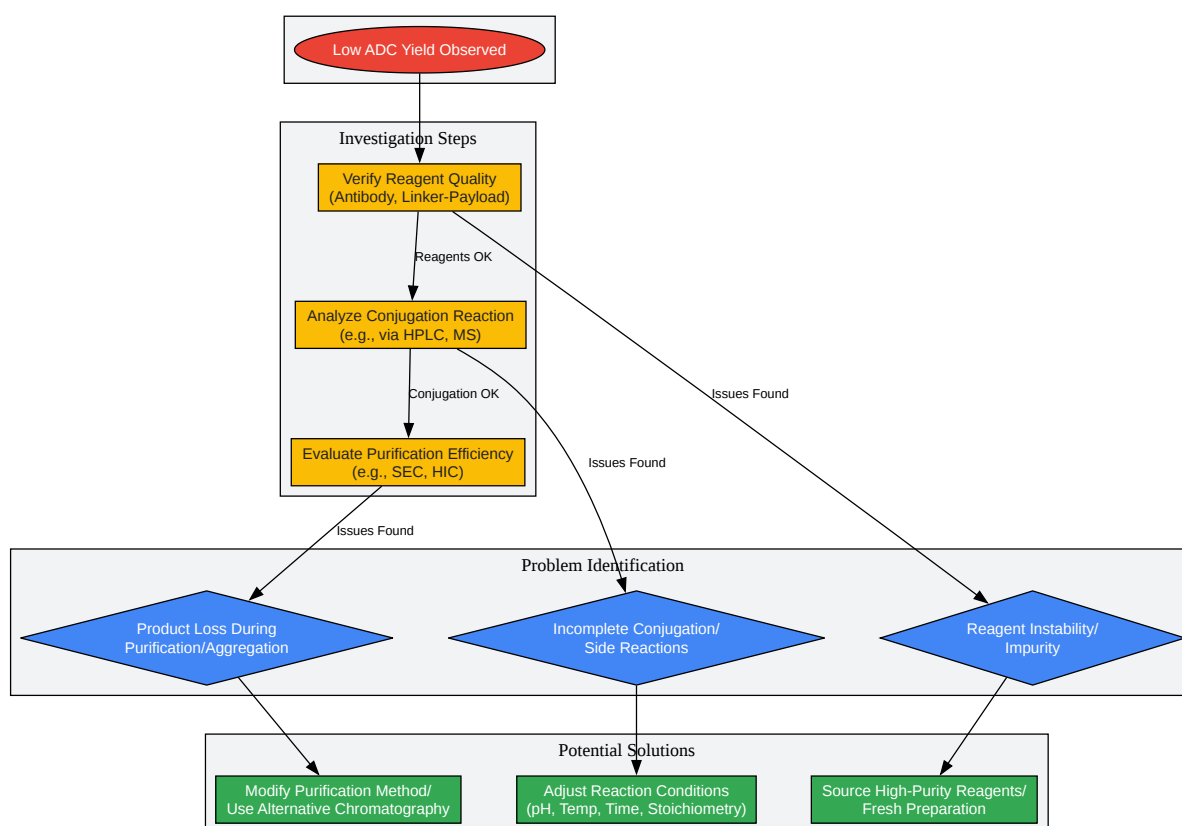 Low ADC Yield Observed
Investigation Steps
Verify Reagent Quality
(Antibody, Linker-Payload)
Reagents OK
Analyze Conjugation Reaction
(e.g., via HPLC, MS)
Conjugation OK
Issues Found
Evaluate Purification Efficiency
(e.g., SEC, HIC)
Issues Found
Issues Found
Problem Identification
Product Loss During
Purification/Aggregation
Incomplete Conjugation/
Side Reactions
Reagent Instability/
Impurity
Potential Solutions
Modify Purification Method/
Use Alternative Chromatography
Adjust Reaction Conditions
(pH, Temp, Time, Stoichiometry)
Source High-Purity Reagents/
Fresh Preparation